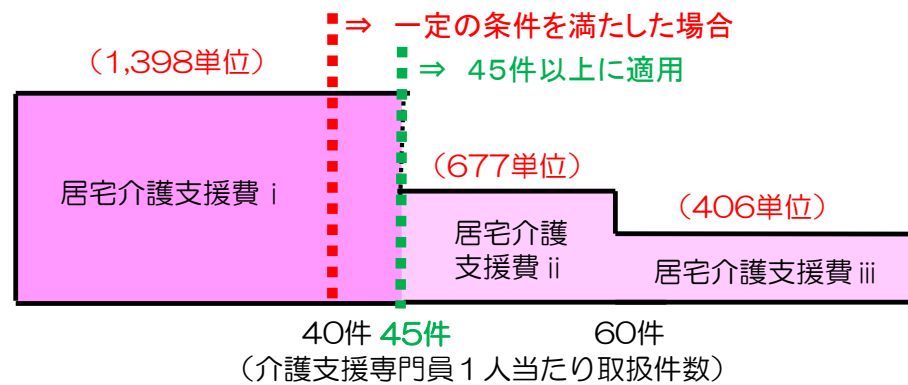 ⇒ 一定の条件を満たした場合
（1,398単位）
⇒ 45件以上に適用
（677単位）
（406単位）
居宅介護支援費ⅰ
居宅介護
支援費ⅱ
居宅介護支援費ⅲ
40件 45件 60件
（介護支援専門員１人当たり取扱件数）